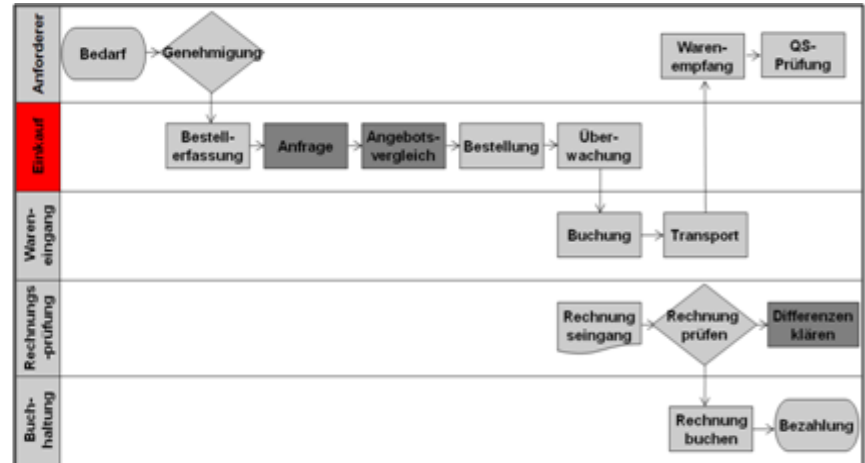 Anforderer
Bedarf
Genehmigung
Waren-
empfang
QS-
Prüfung
Einkauf
Bestell-
erfassung
Anfrage
Angebots-
vergleich
Bestellung
Über-
wachung
Waren-
eingang
Buchung
Transport
Rechnungs
-prüfung
Rechnung
seingang
Rechnung
prüfen
Differenzen
klären
Buch-
haltung
Rechnung
buchen
Bezahlung